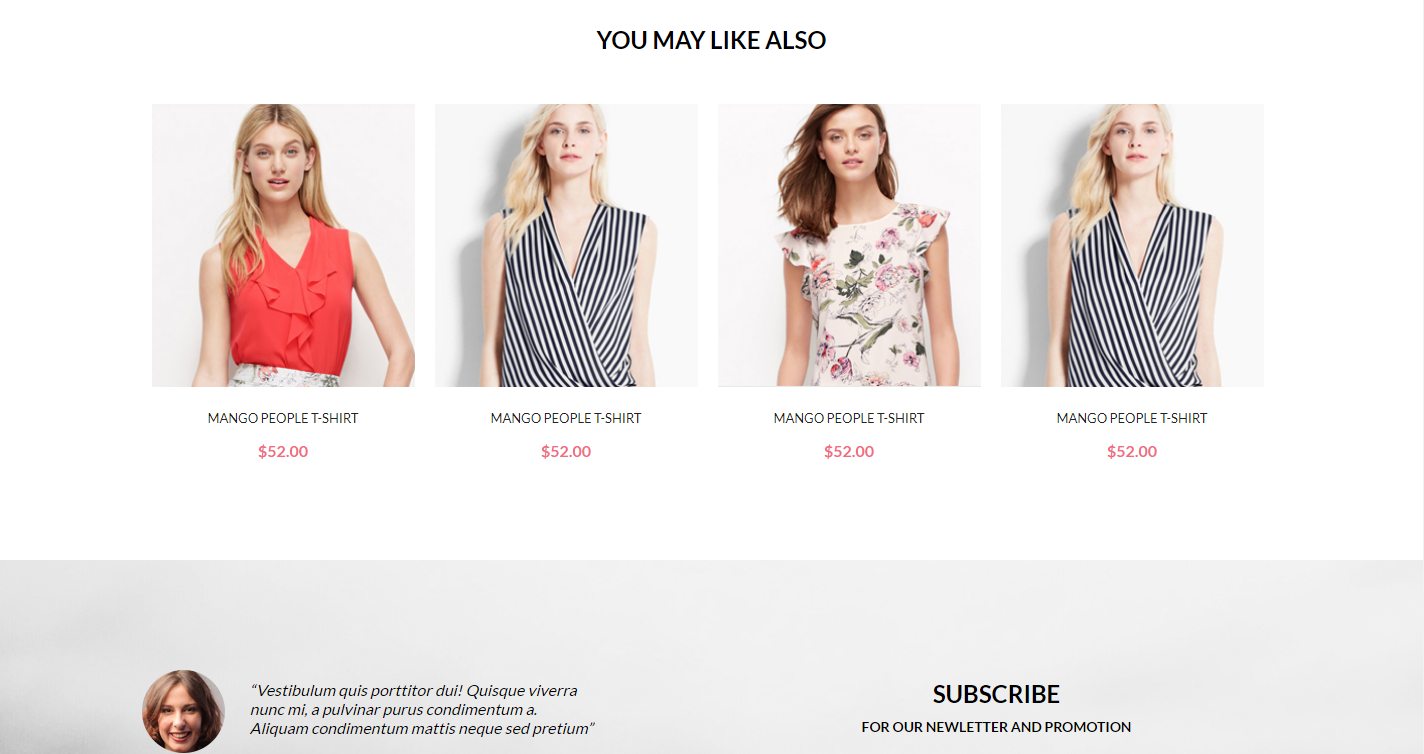 YOU MAY LIKE ALSO
MANGO PEOPLE T-SHIRT
$52.00
MANGO PEOPLE T-SHIRT
$52.00
MANGO PEOPLE T-SHIRT
$52.00
MANGO PEOPLE T-SHIRT
$52.00
“Vestibulum quis porttitor dui! Quisque viverra
nunc mi, a pulvinar purus condimentum a.
Aliquam condimentum mattis neque sed pretium”
SUBSCRIBE
FOR OUR NEWLETTER AND PROMOTION